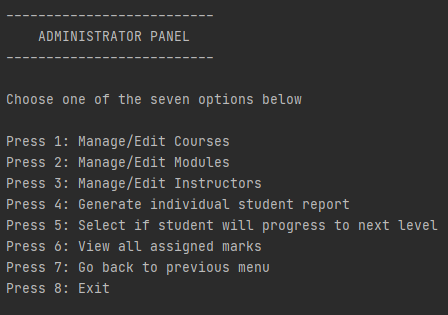 --------------------------
ADMINISTRATOR PANEL
--------------------------
Choose one of the seven options below
Press 1: Manage/Edit Courses
Press 2: Manage/Edit Modules
Press 3: Manage/Edit Instructors
Press 4: Generate individual student report
Press 5: Select if student will progress to next level
Press 6: View all assigned marks
Press 7: Go back to previous menu
Press 8: Exit